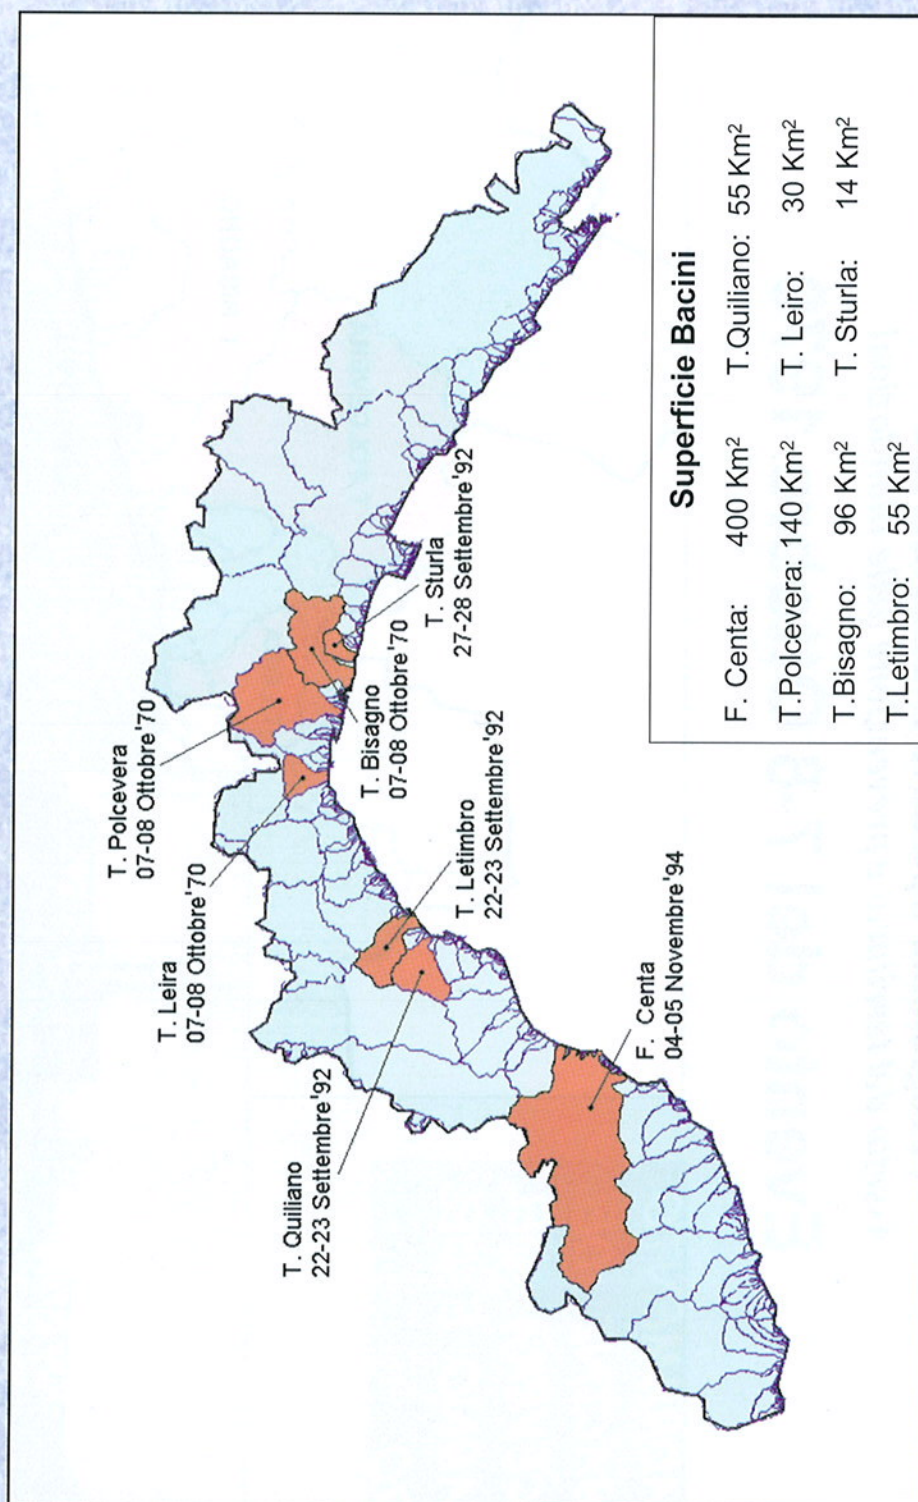 T. Polcevera
07-08 Ottobre'70
T. Leira
07-08 Ottobre'70
T. Quiliano
22-23 Settembre'92
T. Sturla
27-28 Settembre'92
T. Bisagno
07-08 Ottobre'70
T. Letimbro
22-23 Settembre'92
F. Centa
04-05 Novembre'94
Superficie Bacini
F. Centa: 400 Km² T.Quiliano: 55 Km²
T.Polcevera: 140 Km² T. Leiro: 30 Km²
T.Bisagno: 96 Km² T. Sturla: 14 Km²
T.Letimbro: 55 Km²